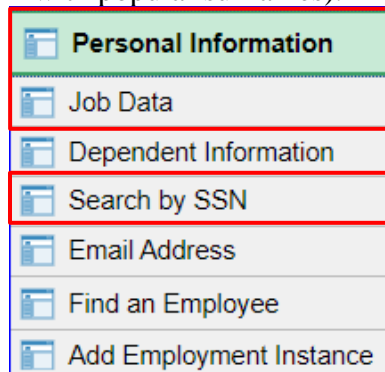 Personal Information
Job Data
Dependent Information
Search by SSN
Email Address
Find an Employee
Add Employment Instance